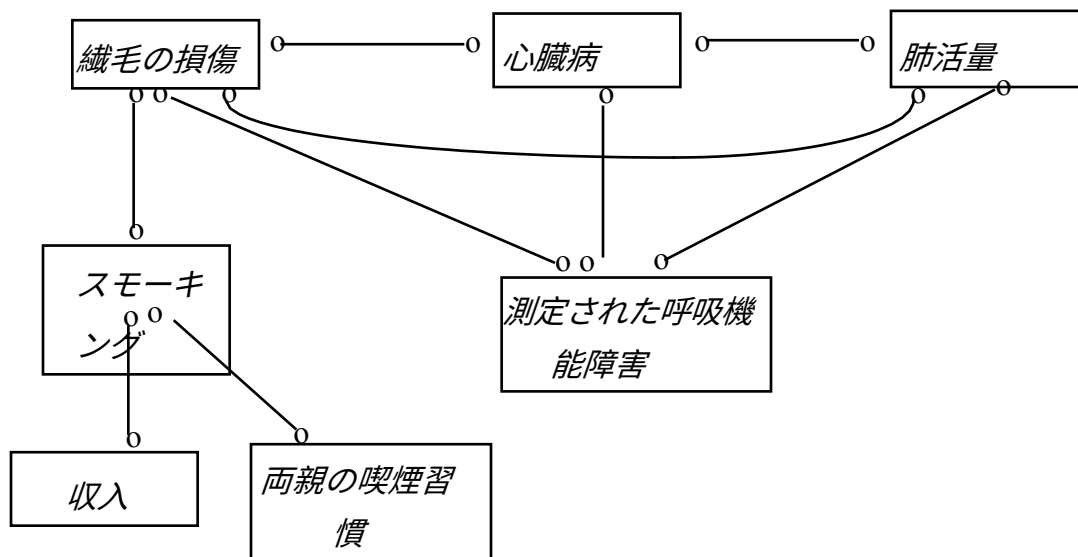 繊毛の損傷
心臓病
肺活量
スモーキ
ング
測定された呼吸機
能障害
収入
両親の喫煙習
慣